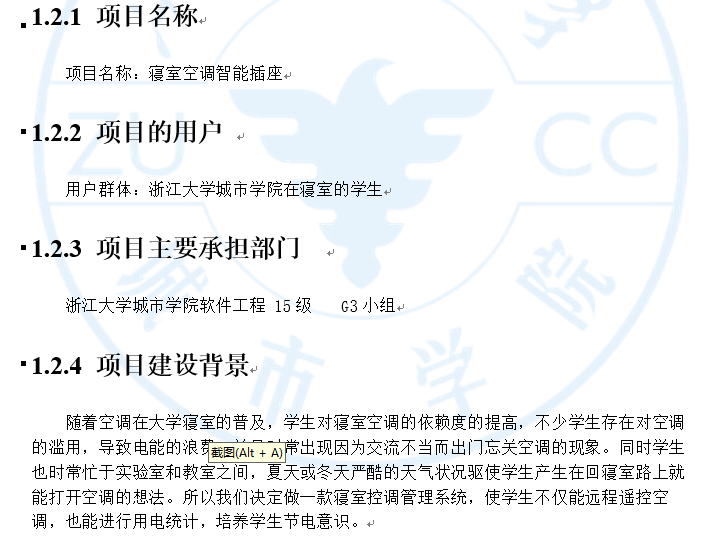 1.2.1 项目名称
项目名称：寝室空调智能插座
1.2.2 项目的用户
用户群体：浙江大学城市学院在寝室的学生
1.2.3 项目主要承担部门
浙江大学城市学院软件工程 15 级 G3 小组
1.2.4 项目建设背景
随着空调在大学寝室的普及，学生对寝室空调的依赖度的提高，不少学生存在对空调
的滥用，导致电能的浪费 常出现因为交流不当而出门忘关空调的现象。同时学生
截图(Alt + A)
也时常忙于实验室和教室之间，夏天或冬天严酷的天气状况驱使学生产生在回寝室路上就
能打开空调的想法。所以我们决定做一款寝室控调管理系统，使学生不仅能远程遥控空
调，也能进行用电统计，培养学生节电意识。
ZU
CC
城
市
学
院